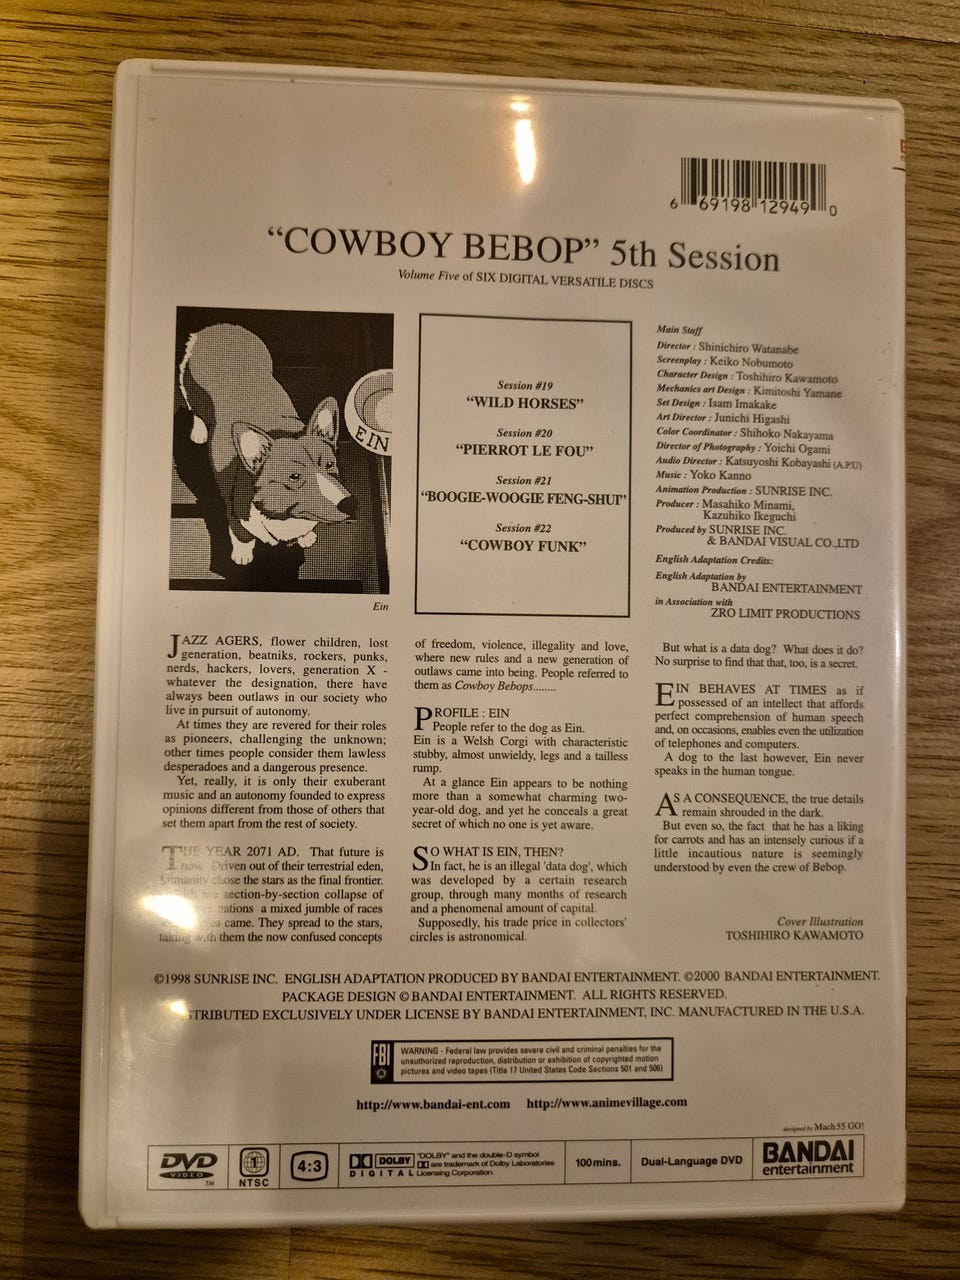 6 69198 12949 0
“COWBOY BEBOP” 5th Session
Volume Five of SIX DIGITAL VERSATILE DISCS
EIN
Ein
Session #19
“WILD HORSES”
Session #20
“PIERROT LE FOU”
Session #21
“BOOGIE-WOOGIE FENG-SHUI”
Session #22
“COWBOY FUNK”
Main Staff
Director : Shinichiro Watanabe
Screenplay : Keiko Nobumoto
Character Design : Toshihiro Kawamoto
Mechanics art Design : Kimitoshi Yamane
Set Design : Isam Imakake
Art Director : Junichi Higashi
Color Coordinator : Shihoko Nakayama
Director of Photography : Yoichi Ogami
Audio Director : Katsuyoshi Kobayashi (A.P.U)
Music : Yoko Kanno
Animation Production : SUNRISE INC.
Producer : Masahiko Minami,
Kazuhiko Ikeguchi
Produced by SUNRISE INC.
& BANDAI VISUAL CO.,LTD
English Adaptation Credits:
English Adaptation by
BANDAI ENTERTAINMENT
in Association with
ZRO LIMIT PRODUCTIONS
JAZZ AGERS, flower children, lost
generation, beatniks, rockers, punks,
nerds, hackers, lovers, generation X -
whatever the designation, there have
always been outlaws in our society who
live in pursuit of autonomy.
At times they are revered for their roles
as pioneers, challenging the unknown;
other times people consider them lawless
desperadoes and a dangerous presence.
Yet, really, it is only their exuberant
music and an autonomy founded to express
opinions different from those of others that
set them apart from the rest of society.
THE YEAR 2071 AD. That future is
now. Driven out of their terrestrial eden,
humanity chose the stars as the final frontier.
section-by-section collapse of
nations a mixed jumble of races
came. They spread to the stars,
taking with them the now confused concepts
of freedom, violence, illegality and love,
where new rules and a new generation of
outlaws came into being. People referred to
them as Cowboy Bebops........
PROFILE : EIN
People refer to the dog as Ein.
Ein is a Welsh Corgi with characteristic
stubby, almost unwieldy, legs and a tailless
rump.
At a glance Ein appears to be nothing
more than a somewhat charming two-
year-old dog, and yet he conceals a great
secret of which no one is yet aware.
SO WHAT IS EIN, THEN?
In fact, he is an illegal 'data dog', which
was developed by a certain research
group, through many months of research
and a phenomenal amount of capital.
Supposedly, his trade price in collectors'
circles is astronomical.
But what is a data dog? What does it do?
No surprise to find that that, too, is a secret.
EIN BEHAVES AT TIMES as if
possessed of an intellect that affords
perfect comprehension of human speech
and, on occasions, enables even the utilization
of telephones and computers.
A dog to the last however, Ein never
speaks in the human tongue.
AS A CONSEQUENCE, the true details
remain shrouded in the dark.
But even so, the fact that he has a liking
for carrots and has an intensely curious if a
little incautious nature is seemingly
understood by even the crew of Bebop.
Cover Illustration
TOSHIHIRO KAWAMOTO
©1998 SUNRISE INC. ENGLISH ADAPTATION PRODUCED BY BANDAI ENTERTAINMENT. ©2000 BANDAI ENTERTAINMENT.
PACKAGE DESIGN © BANDAI ENTERTAINMENT. ALL RIGHTS RESERVED.
DISTRIBUTED EXCLUSIVELY UNDER LICENSE BY BANDAI ENTERTAINMENT, INC. MANUFACTURED IN THE U.S.A.
FBI
WARNING - Federal law provides severe civil and criminal penalties for the
unauthorized reproduction, distribution or exhibition of copyrighted motion
pictures and video tapes (Title 17 United States Code Sections 501 and 506)
http://www.bandai-ent.com http://www.animevillage.com
designed by Mach55 GO!
DVD
VIDEO
TM
1
NTSC
4:3
DOLBY
DIGITAL
"DOLBY" and the double-D symbol
are trademark of Dolby Laboratories
Licensing Corporation.
100 mins.
Dual-Language DVD
BANDAI
entertainment